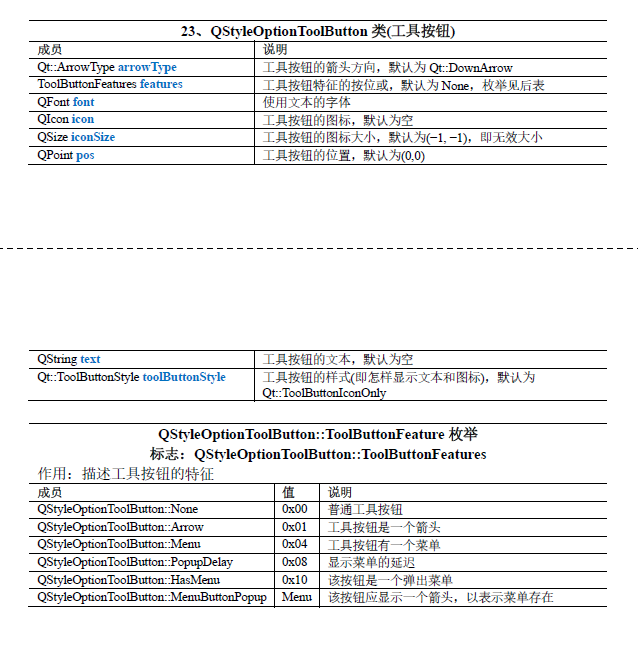 23、QStyleOptionToolButton 类(工具按钮)
成员 说明
Qt::ArrowType arrowType 工具按钮的箭头方向，默认为 Qt::DownArrow
ToolButtonFeatures features 工具按钮特征的按位或，默认为 None，枚举见后表
QFont font 使用文本的字体
QIcon icon 工具按钮的图标，默认为空
QSize iconSize 工具按钮的图标大小，默认为(−1, −1)，即无效大小
QPoint pos 工具按钮的位置，默认为(0,0)
QString text 工具按钮的文本，默认为空
Qt::ToolButtonStyle toolButtonStyle 工具按钮的样式(即怎样显示文本和图标)，默认为
Qt::ToolButtonIconOnly
QStyleOptionToolButton::ToolButtonFeature 枚举
标志：QStyleOptionToolButton::ToolButtonFeatures
作用：描述工具按钮的特征
成员 值 说明
QStyleOptionToolButton::None 0x00 普通工具按钮
QStyleOptionToolButton::Arrow 0x01 工具按钮是一个箭头
QStyleOptionToolButton::Menu 0x04 工具按钮有一个菜单
QStyleOptionToolButton::PopupDelay 0x08 显示菜单的延迟
QStyleOptionToolButton::HasMenu 0x10 该按钮是一个弹出菜单
QStyleOptionToolButton::MenuButtonPopup Menu 该按钮应显示一个箭头，以表示菜单存在